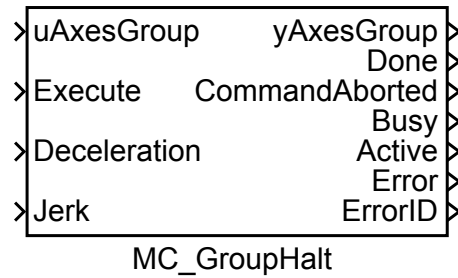 uAxesGroup yAxesGroup
Done
Execute CommandAborted
Busy
Deceleration Active
Error
Jerk ErrorID
MC_GroupHalt